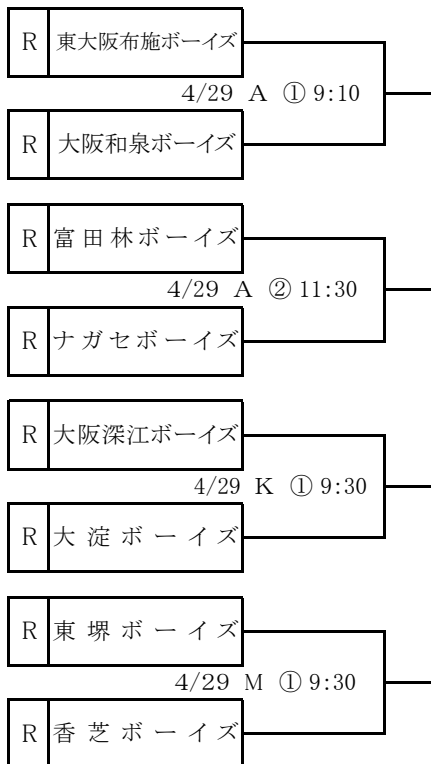 R 東大阪布施ボーイズ
4/29 A ① 9:10
R 大阪和泉ボーイズ
R 富田林ボーイズ
4/29 A ② 11:30
R ナガセボーイズ
R 大阪深江ボーイズ
4/29 K ① 9:30
R 大淀ボーイズ
R 東堺ボーイズ
4/29 M ① 9:30
R 香芝ボーイズ